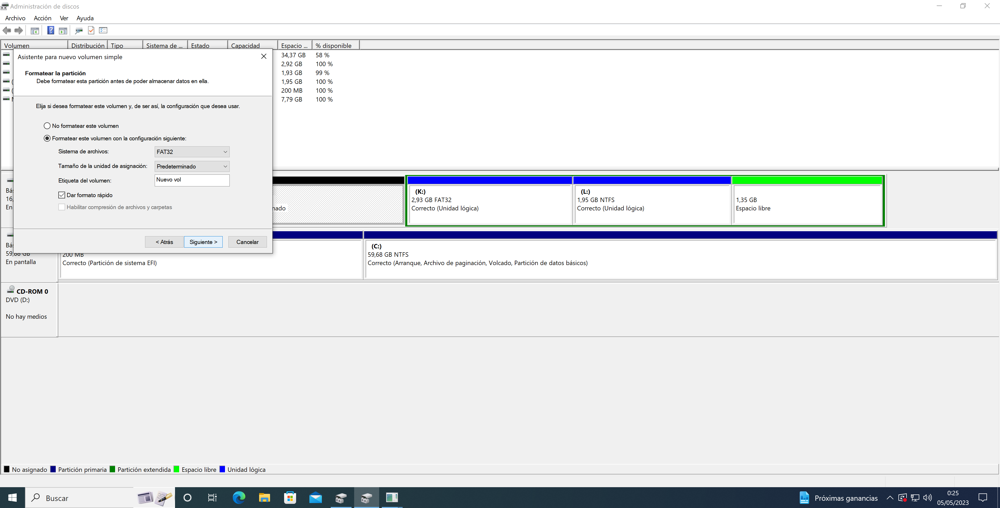 Administración de discos
Archivo Acción Ver Ayuda
Volumen Distribución Tipo Sistema de ... Estado Capacidad Espacio ... % disponible
34,37 GB 58 %
2,92 GB 100 %
1,93 GB 99 %
1,95 GB 100 %
200 MB 100 %
7,79 GB 100 %
Asistente para nuevo volumen simple
Formatear la partición
Debe formatear esta partición antes de poder almacenar datos en ella.
Elija si desea formatear este volumen y, de ser así, la configuración que desea usar.
No formatear este volumen
Formatear este volumen con la configuración siguiente:
Sistema de archivos: FAT32
Tamaño de la unidad de asignación: Predeterminado
Etiqueta del volumen: Nuevo vol
Dar formato rápido
Habilitar compresión de archivos y carpetas
< Atrás Siguiente > Cancelar
Bás
16,
En
nado
(K:)
2,93 GB FAT32
Correcto (Unidad lógica)
(L:)
1,95 GB NTFS
Correcto (Unidad lógica)
1,35 GB
Espacio libre
Bás
En pantalla
200 MB
Correcto (Partición de sistema EFI)
(C:)
59,68 GB NTFS
Correcto (Arranque, Archivo de paginación, Volcado, Partición de datos básicos)
CD-ROM 0
DVD (D:)
No hay medios
No asignado Partición primaria Partición extendida Espacio libre Unidad lógica
Buscar
Próximas ganancias
0:25
05/05/2023